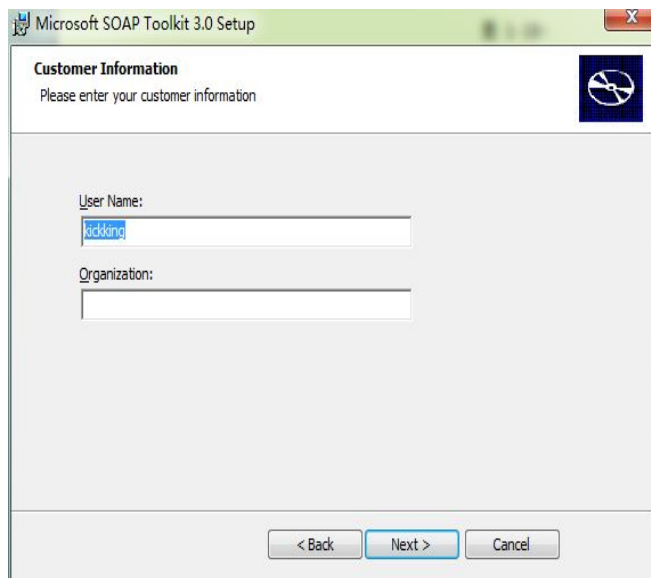 Microsoft SOAP Toolkit 3.0 Setup
X
Customer Information
Please enter your customer information
User Name:
kickking
Organization:
< Back Next > Cancel